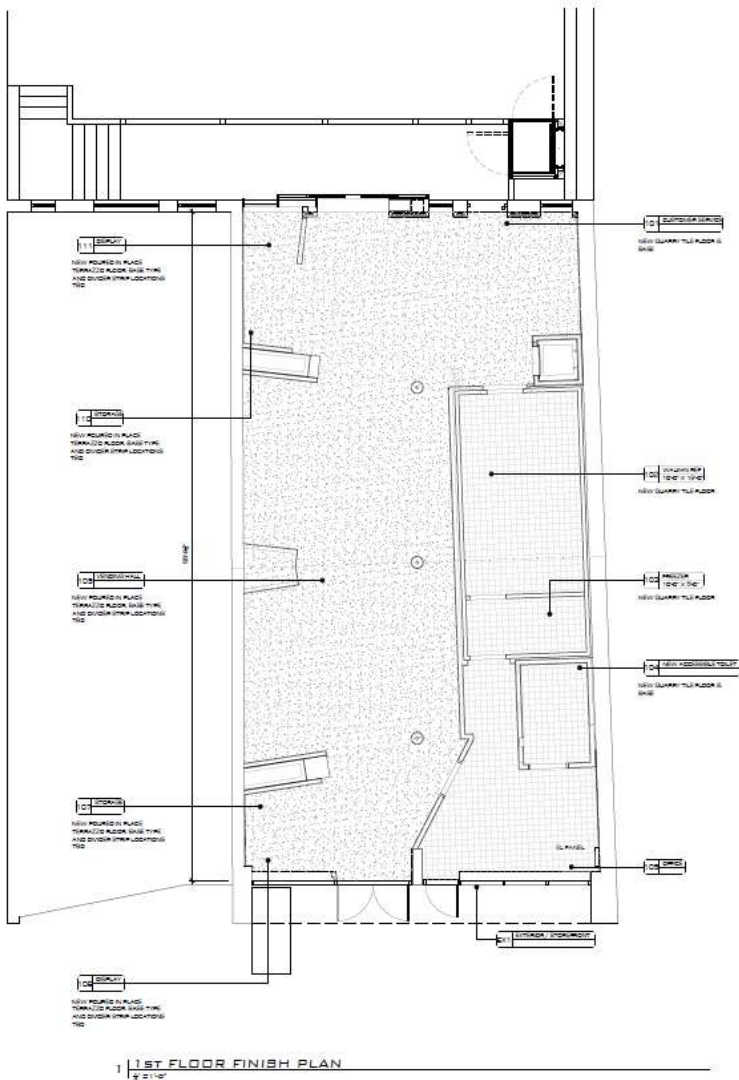 111 DISPLAY
NEW POURED IN PLACE
TERRAZZO FLOOR. BASE TYPE
AND DIVIDER STRIP LOCATIONS
TBD
110 STORAGE
NEW POURED IN PLACE
TERRAZZO FLOOR. BASE TYPE
AND DIVIDER STRIP LOCATIONS
TBD
VENDING HALL
NEW POURED IN PLACE
TERRAZZO FLOOR. BASE TYPE
AND DIVIDER STRIP LOCATIONS
TBD
107 STORAGE
NEW POURED IN PLACE
TERRAZZO FLOOR. BASE TYPE
AND DIVIDER STRIP LOCATIONS
TBD
DISPLAY
NEW POURED IN PLACE
TERRAZZO FLOOR. BASE TYPE
AND DIVIDER STRIP LOCATIONS
TBD
101 CUSTOMER SERVICE
NEW QUARRY TILE FLOOR &
BASE
102 WALK-IN REF
NEW QUARRY TILE FLOOR
103 FREEZER
NEW QUARRY TILE FLOOR
104 NEW ACCESSIBLE TOILET
NEW QUARRY TILE FLOOR &
BASE
EL PANEL
OFFICE
EX1 EXTERIOR / STOREFRONT
1 1ST FLOOR FINISH PLAN